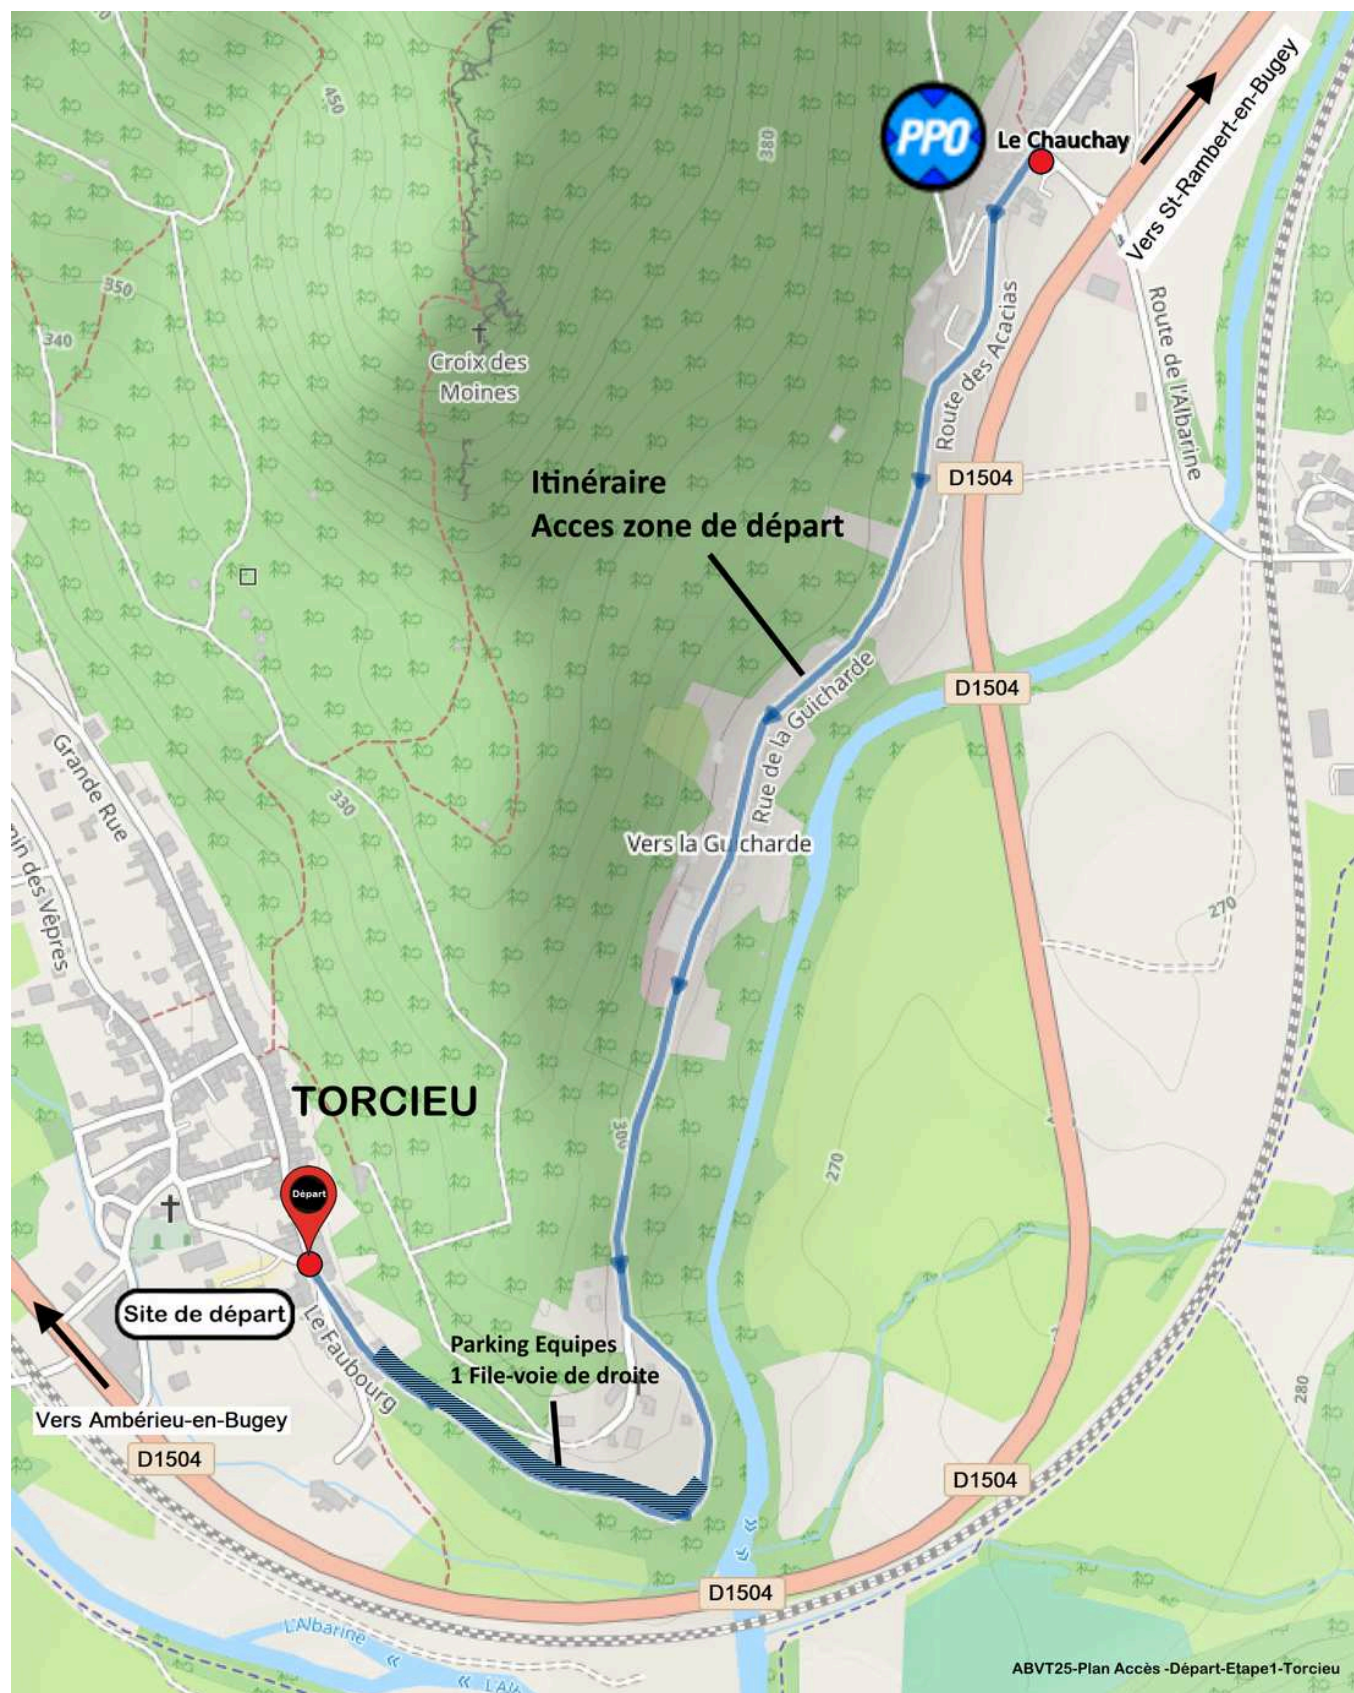 450
380
PPO
Le Chauchay
Vers St-Rambert-en-Bugey
350
340
Croix des
Moines
Route des Acacias
Route de l'Albarine
D1504
Itinéraire
Acces zone de départ
D1504
Rue de la Guicharde
Grande Rue
330
Vers la Guicharde
in des Vêpres
270
TORCIEU
300
270
Départ
Site de départ
Le Faubourg
Parking Equipes
1 File-voie de droite
280
Vers Ambérieu-en-Bugey
D1504
D1504
D1504
L'Albarine
ABVT25-Plan Accès -Départ-Etape1-Torcieu